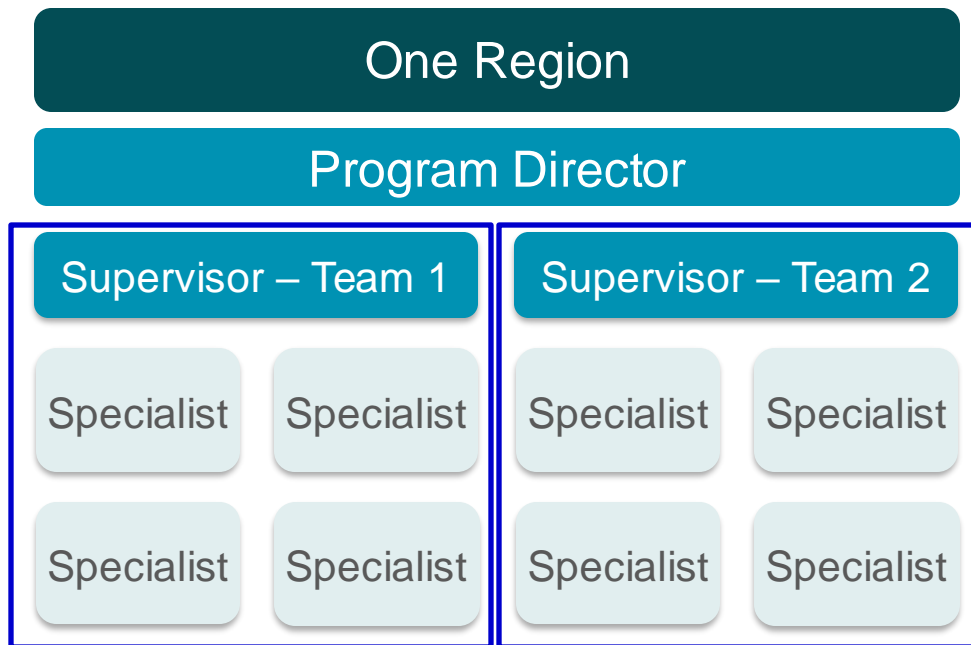 One Region
Program Director
Supervisor – Team 1
Supervisor – Team 2
Specialist
Specialist
Specialist
Specialist
Specialist
Specialist
Specialist
Specialist